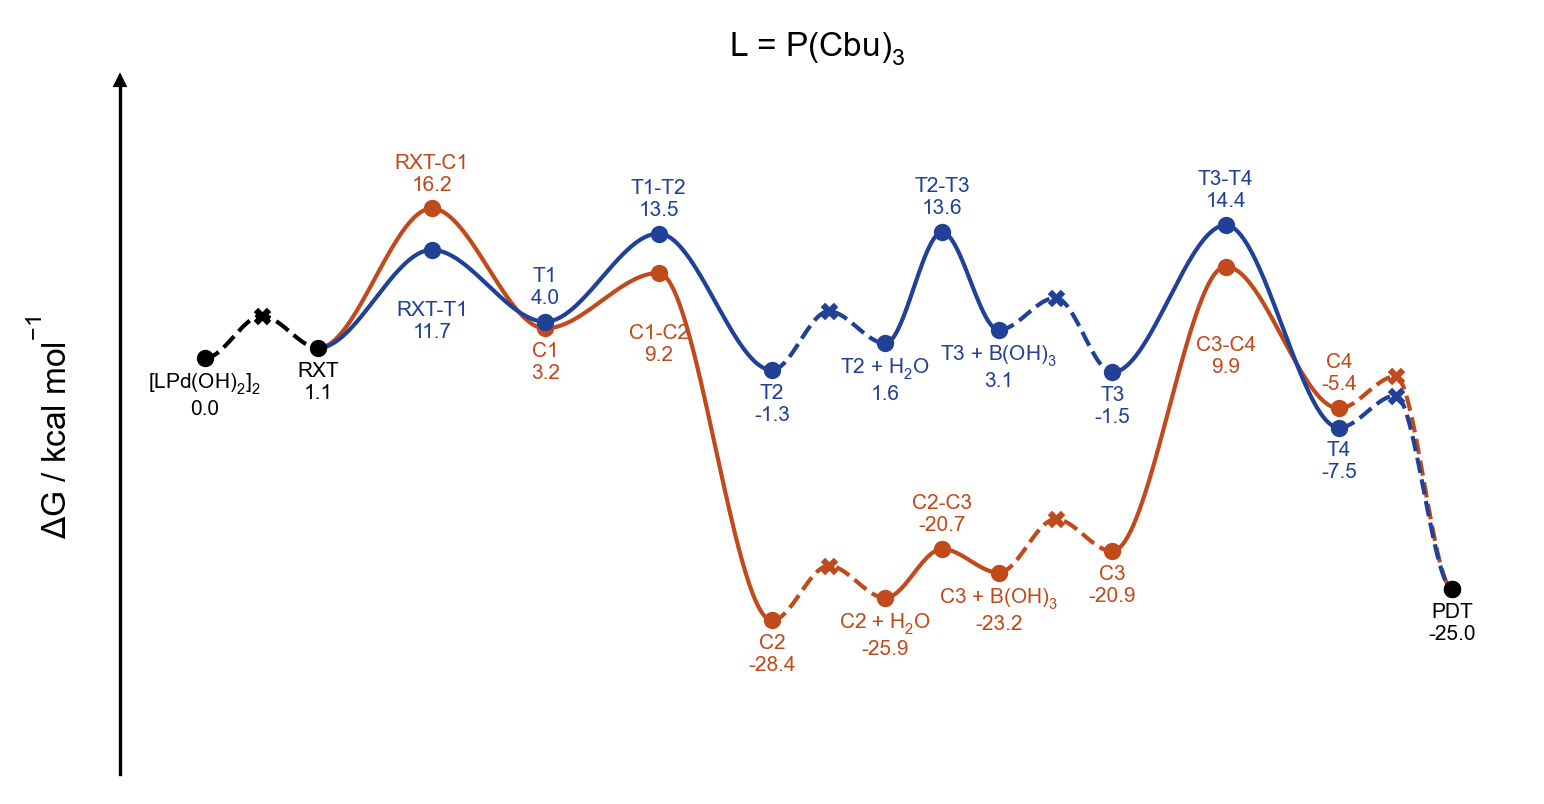 L = P(Cbu)₃
ΔG / kcal mol⁻¹
[LPd(OH)₂]₂
0.0
RXT
1.1
RXT-C1
16.2
RXT-T1
11.7
T1
4.0
C1
3.2
T1-T2
13.5
C1-C2
9.2
T2
-1.3
C2
-28.4
T2 + H₂O
1.6
C2 + H₂O
-25.9
T2-T3
13.6
C2-C3
-20.7
T3 + B(OH)₃
3.1
C3 + B(OH)₃
-23.2
T3
-1.5
C3
-20.9
T3-T4
14.4
C3-C4
9.9
C4
-5.4
T4
-7.5
PDT
-25.0